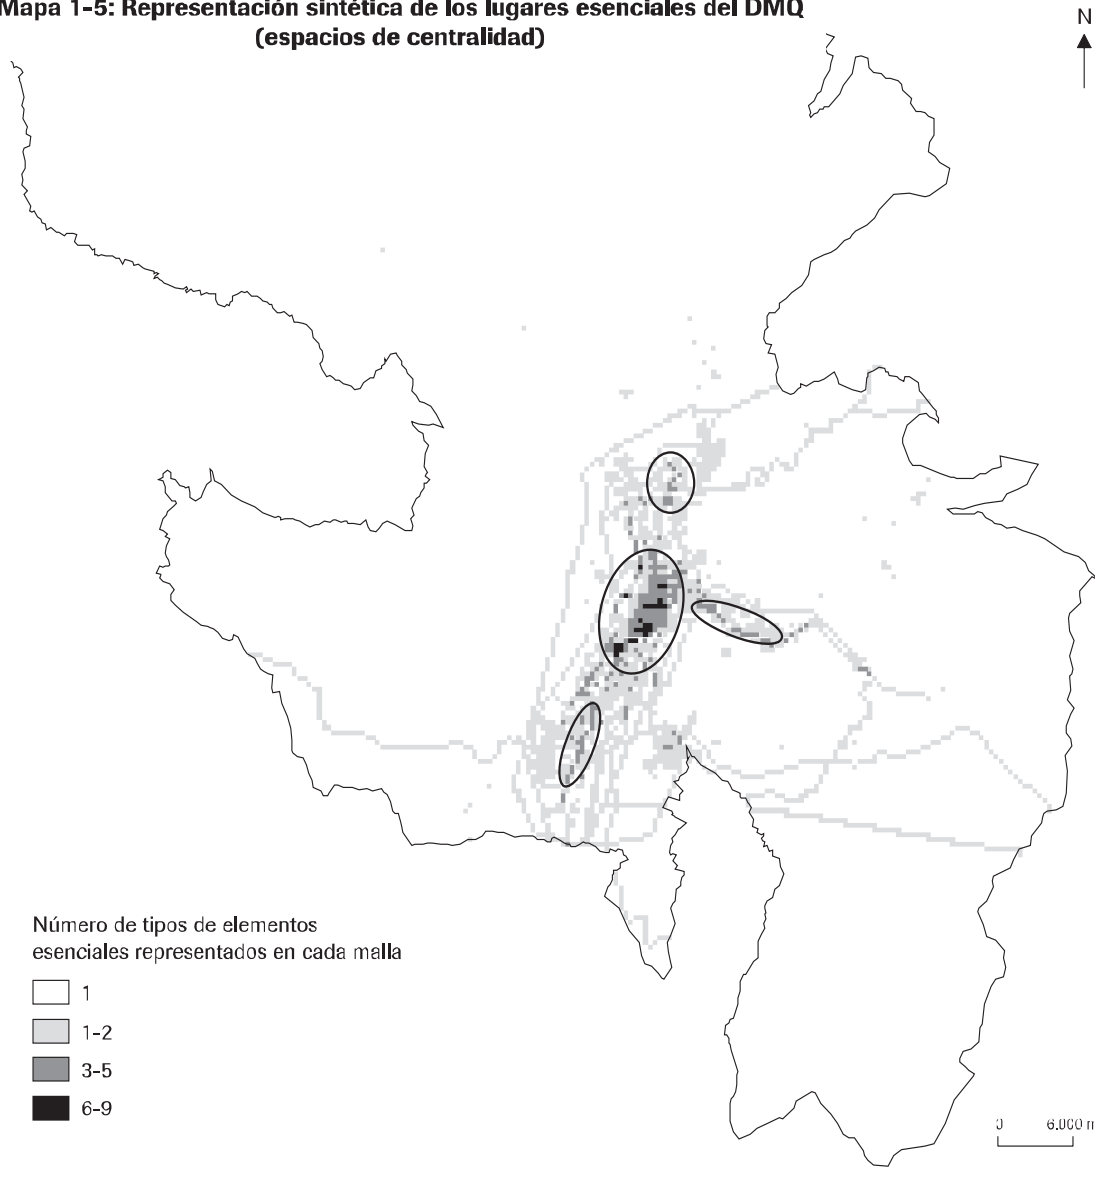 Mapa 1-5: Representación sintética de los lugares esenciales del DMQ
(espacios de centralidad)
N
Número de tipos de elementos
esenciales representados en cada malla
1
1-2
3-5
6-9
0 6.000 m